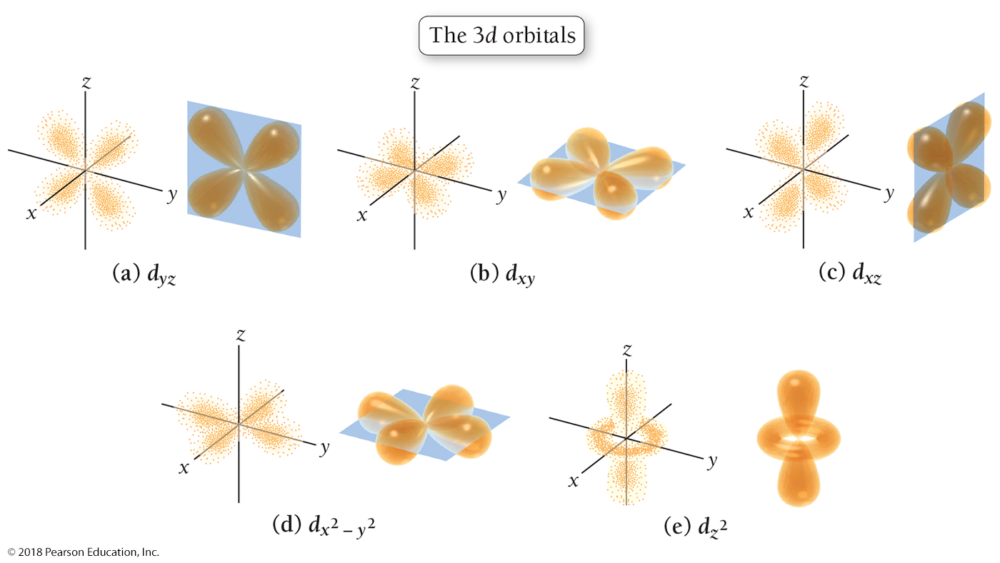 The 3d orbitals
z
y
x
z
y
x
z
y
x
(a) dyz
(b) dxy
(c) dxz
z
y
x
z
y
x
(d) dx² – y²
(e) dz²
© 2018 Pearson Education, Inc.